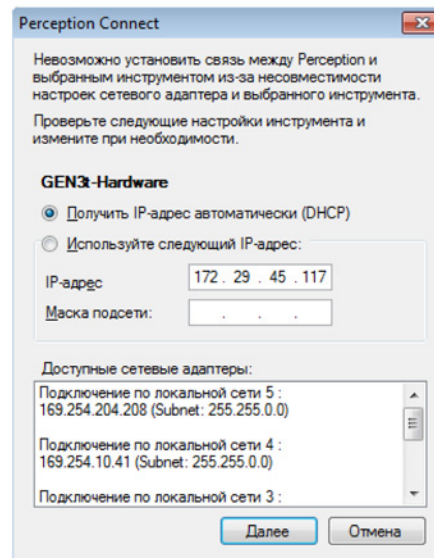 Perception Connect
Невозможно установить связь между Perception и
выбранным инструментом из-за несовместимости
настроек сетевого адаптера и выбранного инструмента.
Проверьте следующие настройки инструмента и
измените при необходимости.
GEN3t-Hardware
Получить IP-адрес автоматически (DHCP)
Используйте следующий IP-адрес:
IP-адрес
172 . 29 . 45 . 117
Маска подсети:
. . .
Доступные сетевые адаптеры:
Подключение по локальной сети 5 :
169.254.204.208 (Subnet: 255.255.0.0)
Подключение по локальной сети 4 :
169.254.10.41 (Subnet: 255.255.0.0)
Подключение по локальной сети 3 :
Далее
Отмена